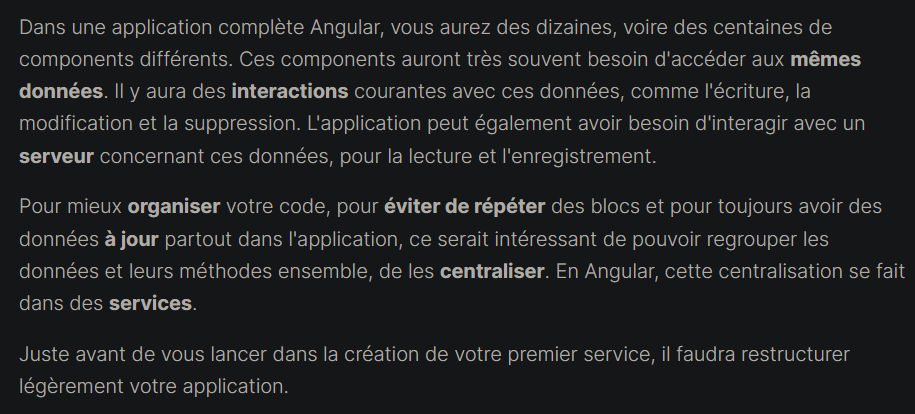 Dans une application complète Angular, vous aurez des dizaines, voire des centaines de
components différents. Ces components auront très souvent besoin d'accéder aux mêmes
données. Il y aura des interactions courantes avec ces données, comme l'écriture, la
modification et la suppression. L'application peut également avoir besoin d'interagir avec un
serveur concernant ces données, pour la lecture et l'enregistrement.
Pour mieux organiser votre code, pour éviter de répéter des blocs et pour toujours avoir des
données à jour partout dans l'application, ce serait intéressant de pouvoir regrouper les
données et leurs méthodes ensemble, de les centraliser. En Angular, cette centralisation se fait
dans des services.
Juste avant de vous lancer dans la création de votre premier service, il faudra restructurer
légèrement votre application.